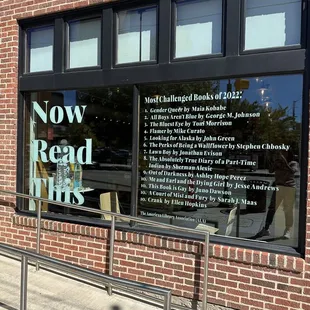 Now
Read
This
Most Challenged Books of 2022:
1. Gender Queer by Maia Kobabe
2. All Boys Aren't Blue by George M. Johnson
3. The Bluest Eye by Toni Morrison
4. Flamer by Mike Curato
5. Looking for Alaska by John Green
6. The Perks of Being a Wallflower by Stephen Chbosky
7. Lawn Boy by Jonathan Evison
8. The Absolutely True Diary of a Part-Time
Indian by Sherman Alexie
9. Out of Darkness by Ashley Hope Perez
10. Me and Earl and the Dying Girl by Jesse Andrews
10. This Book is Gay by Juno Dawson
10. A Court of Mist and Fury by Sarah J. Maas
10. Crank by Ellen Hopkins
The American Library Association (ALA)